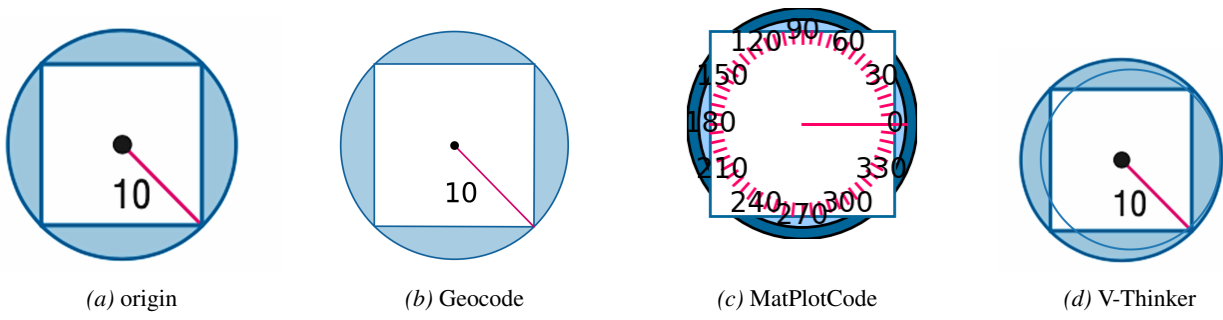 10
10
90
120 60
150 30
180 0
210 330
240 300
270
10
(a) origin
(b) Geocode
(c) MatPlotCode
(d) V-Thinker